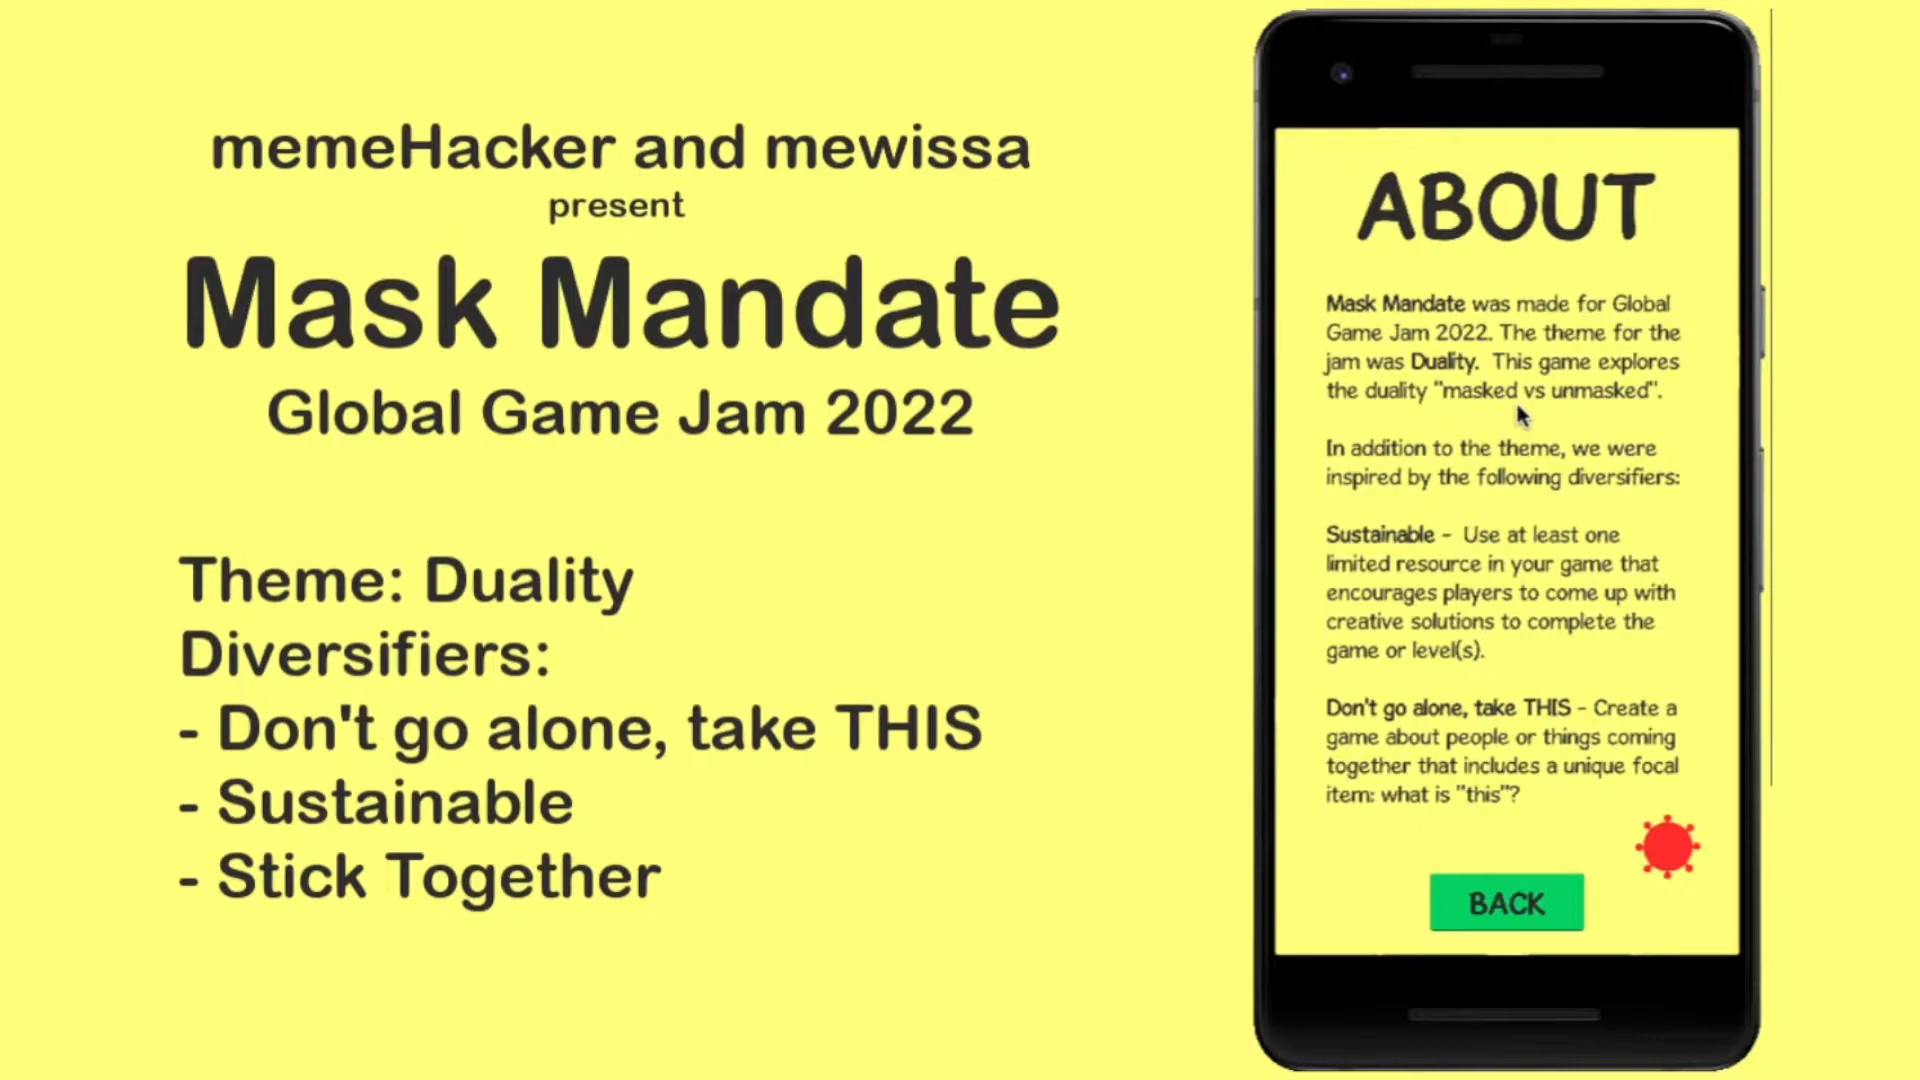 memeHacker and mewissa
present
Mask Mandate
Global Game Jam 2022
Theme: Duality
Diversifiers:
- Don't go alone, take THIS
- Sustainable
- Stick Together
ABOUT
Mask Mandate was made for Global
Game Jam 2022. The theme for the
jam was Duality. This game explores
the duality "masked vs unmasked".
In addition to the theme, we were
inspired by the following diversifiers:
Sustainable - Use at least one
limited resource in your game that
encourages players to come up with
creative solutions to complete the
game or level(s).
Don't go alone, take THIS - Create a
game about people or things coming
together that includes a unique focal
item: what is "this"?
BACK